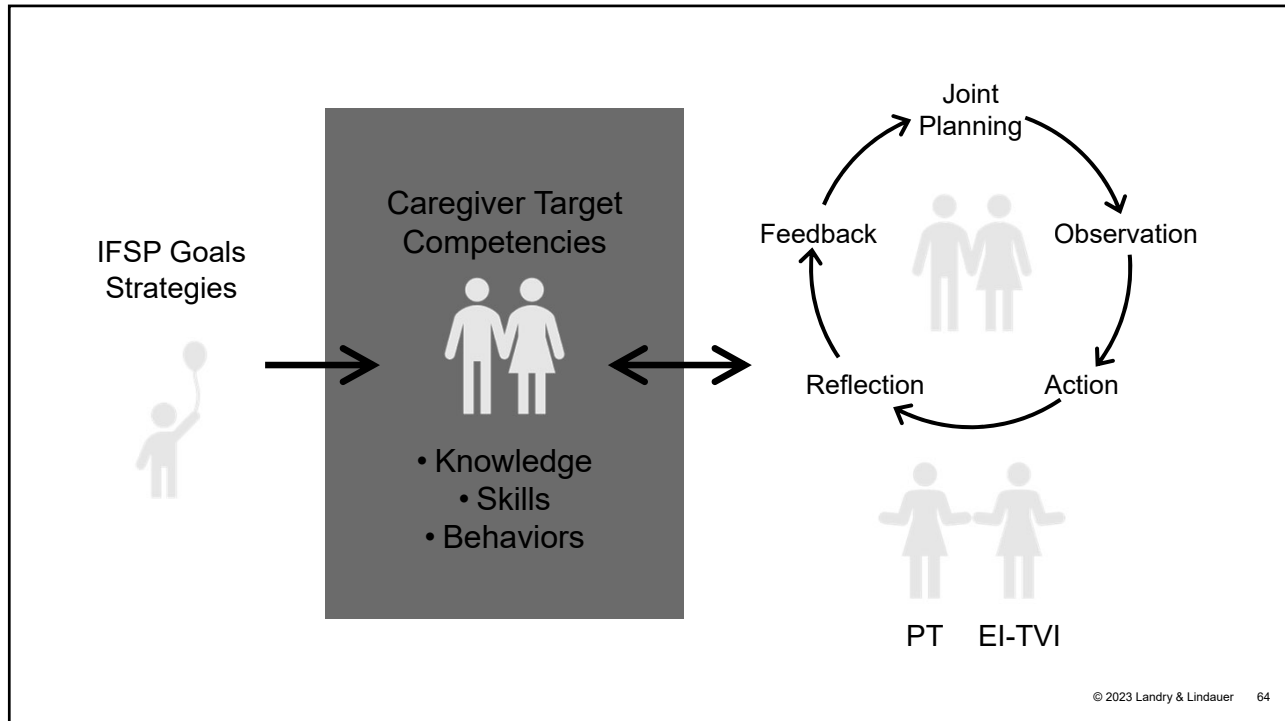 IFSP Goals
Strategies
Caregiver Target
Competencies
• Knowledge
• Skills
• Behaviors
Joint
Planning
Observation
Action
Reflection
Feedback
PT EI-TVI
© 2023 Landry & Lindauer 64